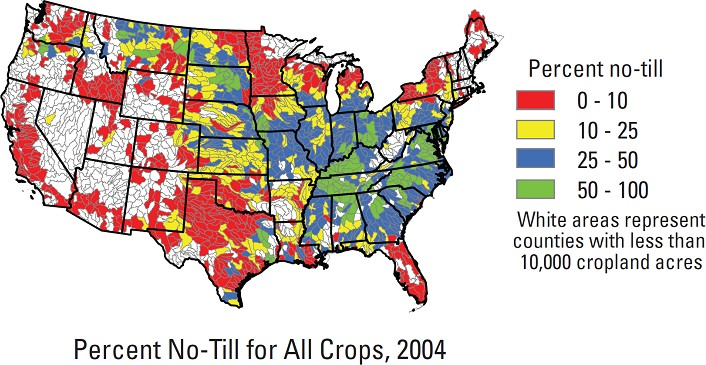 Percent no-till
0 - 10
10 - 25
25 - 50
50 - 100
White areas represent
counties with less than
10,000 cropland acres
Percent No-Till for All Crops, 2004